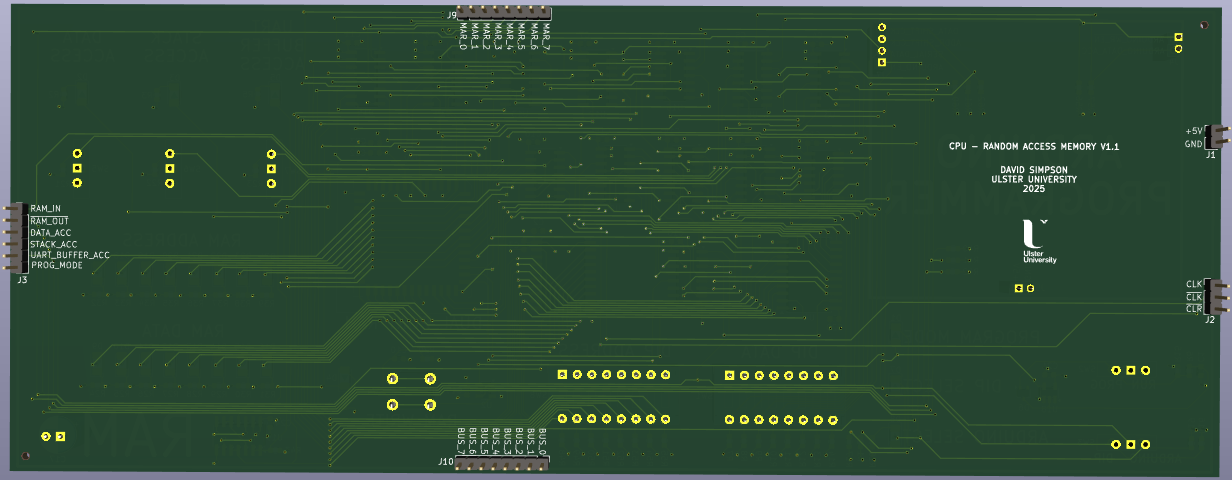 J9
MAR_0
MAR_1
MAR_2
MAR_3
MAR_4
MAR_5
MAR_6
MAR_7
+5V
GND
J1
CPU – RANDOM ACCESS MEMORY V1.1
DAVID SIMPSON
ULSTER UNIVERSITY
2025
RAM_IN
RAM_OUT
DATA_ACC
STACK_ACC
UART_BUFFER_ACC
PROG_MODE
J3
Ulster
University
CLK
CLK
CLR
J2
BUS_7
BUS_6
BUS_5
BUS_4
BUS_3
BUS_2
BUS_1
BUS_0
J10